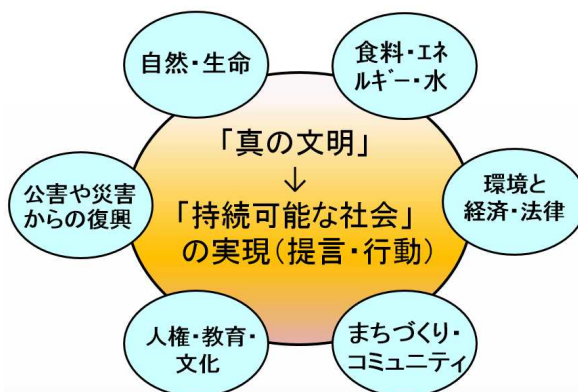 自然・生命
食料・エネ
ルギー・水
「真の文明」
↓
「持続可能な社会」
の実現(提言・行動)
公害や災害
からの復興
環境と
経済・法律
人権・教育・
文化
まちづくり・
コミュニティ